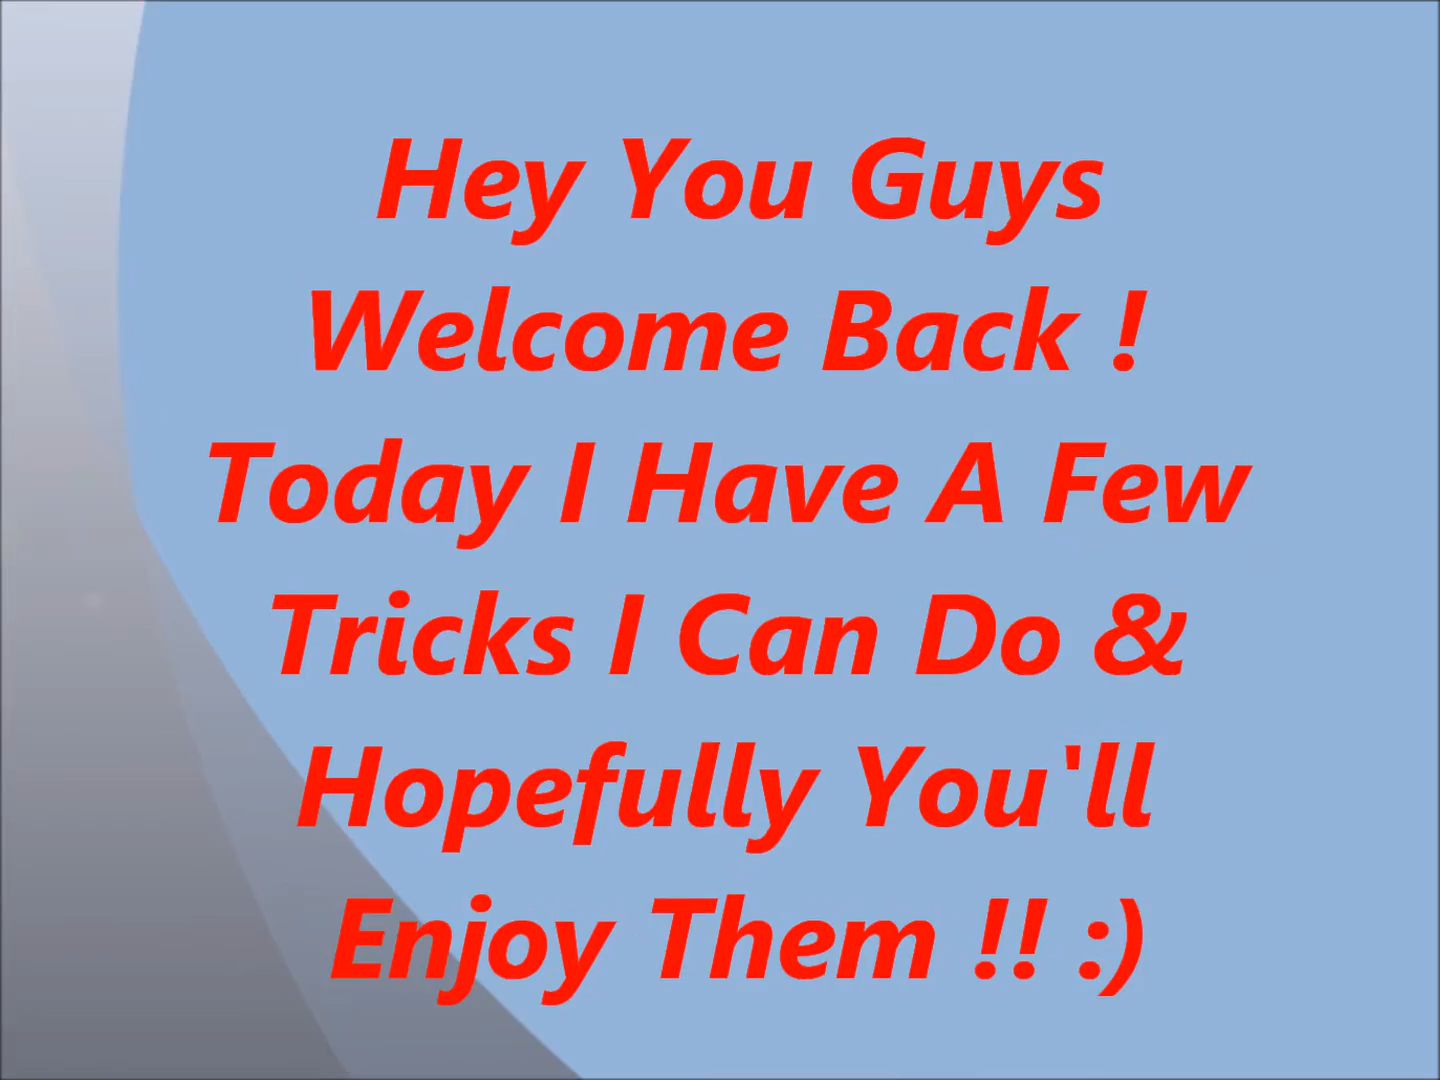 Hey You Guys
Welcome Back !
Today I Have A Few
Tricks I Can Do &
Hopefully You'll
Enjoy Them !! :)